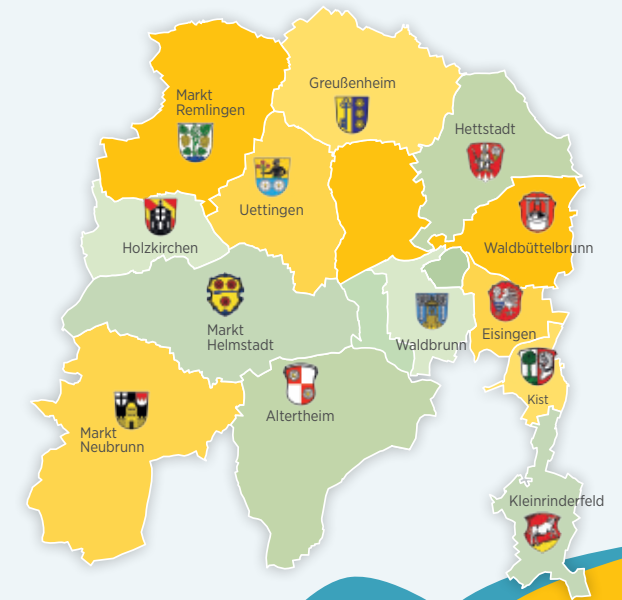 Greußenheim
Markt
Remlingen
Hettstadt
Uettingen
Holzkirchen
Waldbüttelbrunn
Markt
Helmstadt
Waldbrunn
Eisingen
Kist
Altertheim
Markt
Neubrunn
Kleinrinderfeld